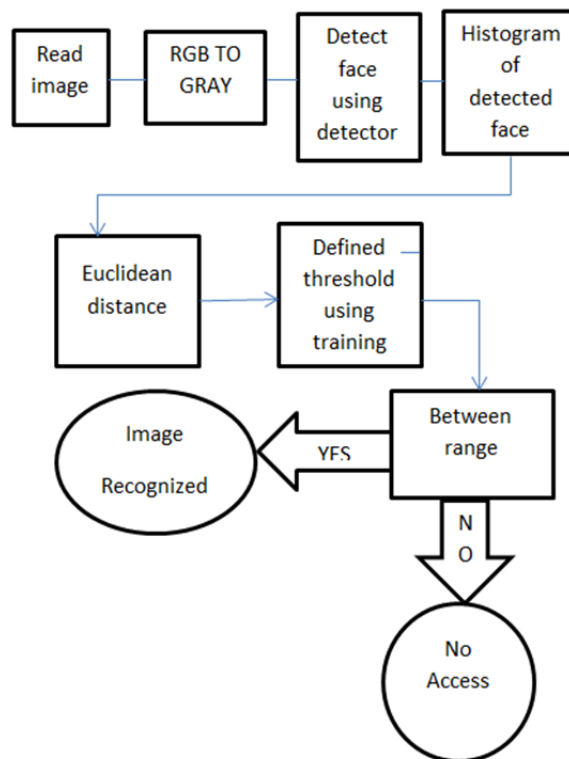 Read
image
RGB TO
GRAY
Detect
face
using
detector
Histogram
of
detected
face
Euclidean
distance
Defined
threshold
using
training
Between
range
YES
Image
Recognized
N
O
No
Access